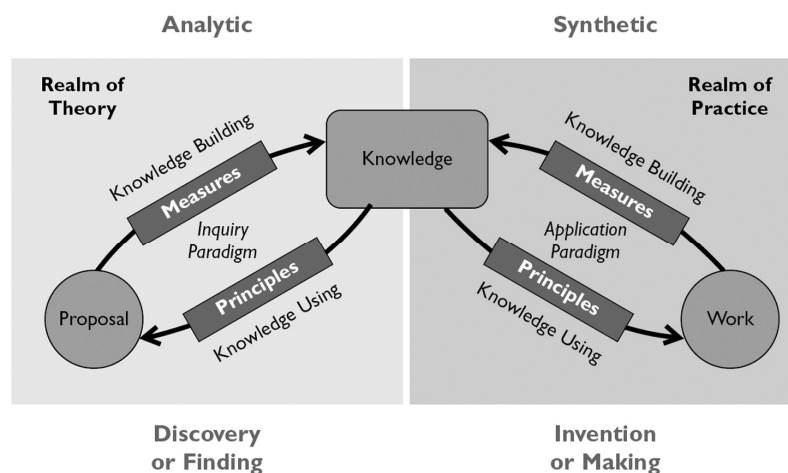 Analytic
Synthetic
Realm of
Theory
Realm of
Practice
Knowledge Building
Measures
Knowledge
Knowledge Building
Measures
Inquiry
Paradigm
Application
Paradigm
Proposal
Principles
Knowledge Using
Principles
Knowledge Using
Work
Discovery
or Finding
Invention
or Making